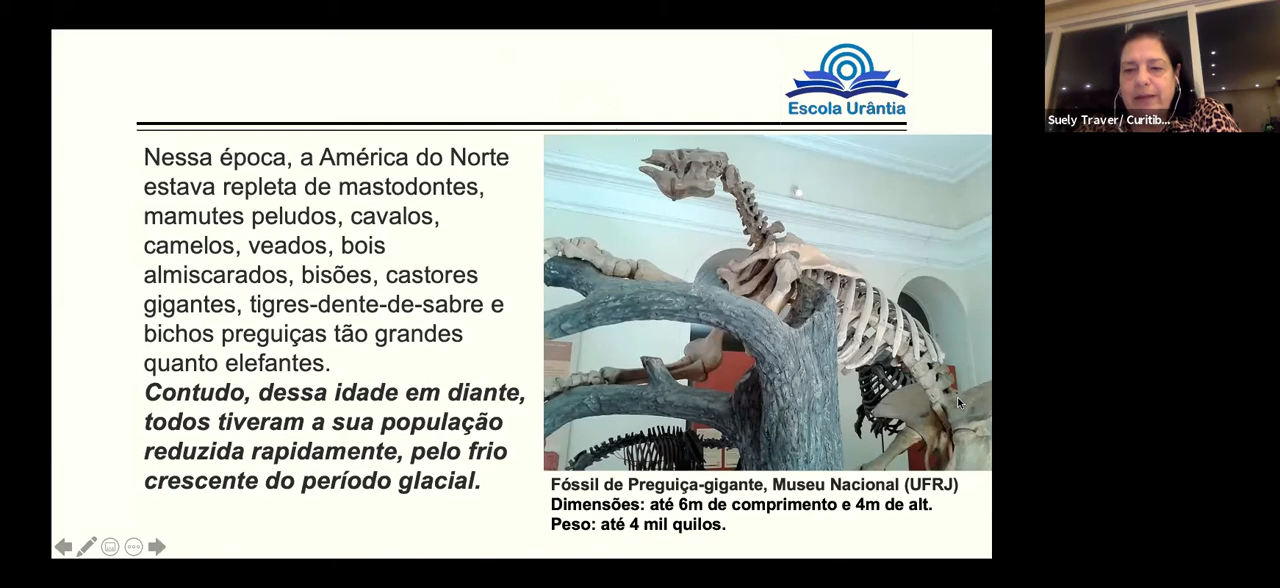 Escola Urântia
Suely Traver/ Curitib...
Nessa época, a América do Norte
estava repleta de mastodontes,
mamutes peludos, cavalos,
camelos, veados, bois
almiscarados, bisões, castores
gigantes, tigres-dente-de-sabre e
bichos preguiças tão grandes
quanto elefantes.
Contudo, dessa idade em diante,
todos tiveram a sua população
reduzida rapidamente, pelo frio
crescente do período glacial.
Fóssil de Preguiça-gigante, Museu Nacional (UFRJ)
Dimensões: até 6m de comprimento e 4m de alt.
Peso: até 4 mil quilos.